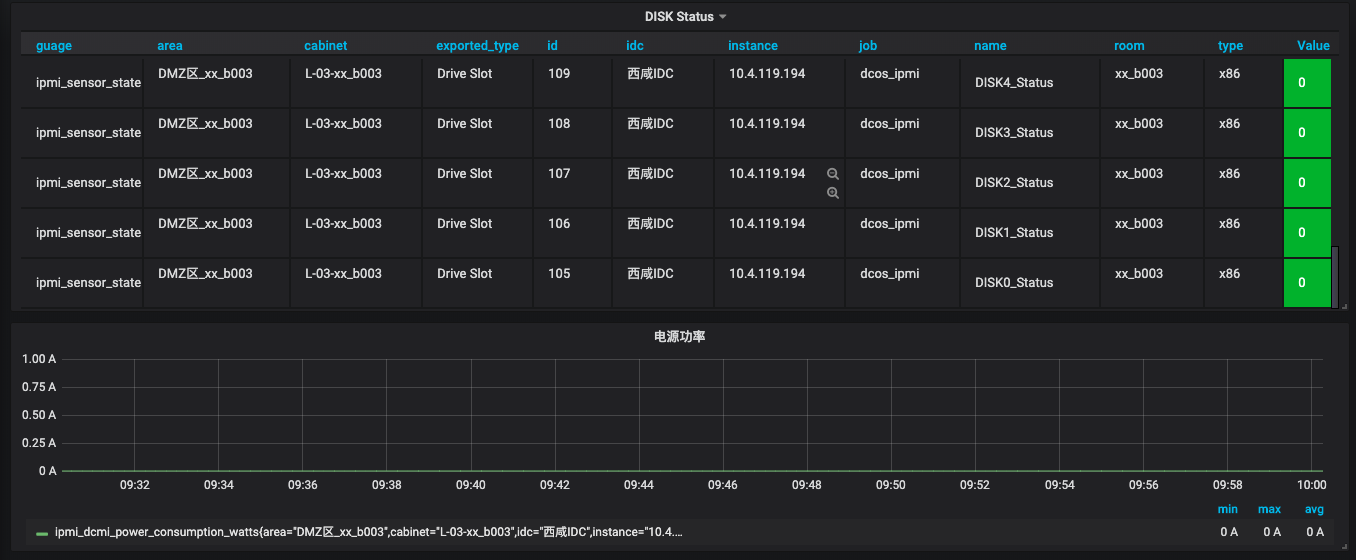 DISK Status
guage area cabinet exported_type id idc instance job name room type Value
ipmi_sensor_state DMZ区_xx_b003 L-03-xx_b003 Drive Slot 109 西咸IDC 10.4.119.194 dcos_ipmi DISK4_Status xx_b003 x86 0
ipmi_sensor_state DMZ区_xx_b003 L-03-xx_b003 Drive Slot 108 西咸IDC 10.4.119.194 dcos_ipmi DISK3_Status xx_b003 x86 0
ipmi_sensor_state DMZ区_xx_b003 L-03-xx_b003 Drive Slot 107 西咸IDC 10.4.119.194 dcos_ipmi DISK2_Status xx_b003 x86 0
ipmi_sensor_state DMZ区_xx_b003 L-03-xx_b003 Drive Slot 106 西咸IDC 10.4.119.194 dcos_ipmi DISK1_Status xx_b003 x86 0
ipmi_sensor_state DMZ区_xx_b003 L-03-xx_b003 Drive Slot 105 西咸IDC 10.4.119.194 dcos_ipmi DISK0_Status xx_b003 x86 0
电源功率
1.00 A
0.75 A
0.50 A
0.25 A
0 A
09:32 09:34 09:36 09:38 09:40 09:42 09:44 09:46 09:48 09:50 09:52 09:54 09:56 09:58 10:00
min max avg
ipmi_dcmi_power_consumption_watts{area="DMZ区_xx_b003",cabinet="L-03-xx_b003",idc="西咸IDC",instance="10.4.... 0 A 0 A 0 A